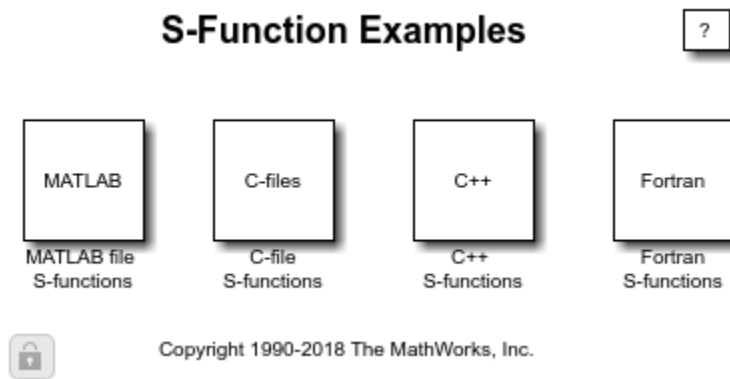 S-Function Examples
?
MATLAB
C-files
C++
Fortran
MATLAB file
S-functions
C-file
S-functions
C++
S-functions
Fortran
S-functions
Copyright 1990-2018 The MathWorks, Inc.